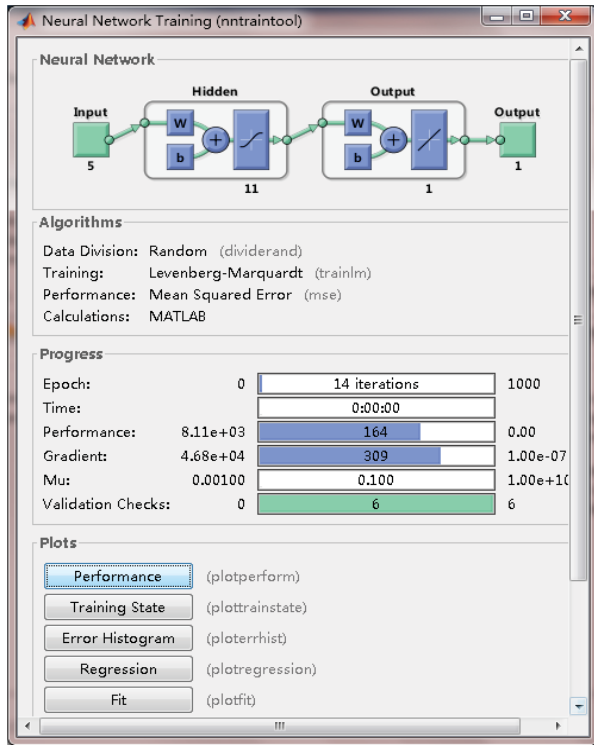 Neural Network Training (nntraintool)
Neural Network
Hidden Output
Input Output
W W
b b
5 11 1 1
Algorithms
Data Division: Random (dividerand)
Training: Levenberg-Marquardt (trainlm)
Performance: Mean Squared Error (mse)
Calculations: MATLAB
Progress
Epoch: 0 14 iterations 1000
Time: 0:00:00
Performance: 8.11e+03 164 0.00
Gradient: 4.68e+04 309 1.00e-07
Mu: 0.00100 0.100 1.00e+10
Validation Checks: 0 6 6
Plots
Performance (plotperform)
Training State (plottrainstate)
Error Histogram (ploterrhist)
Regression (plotregression)
Fit (plotfit)